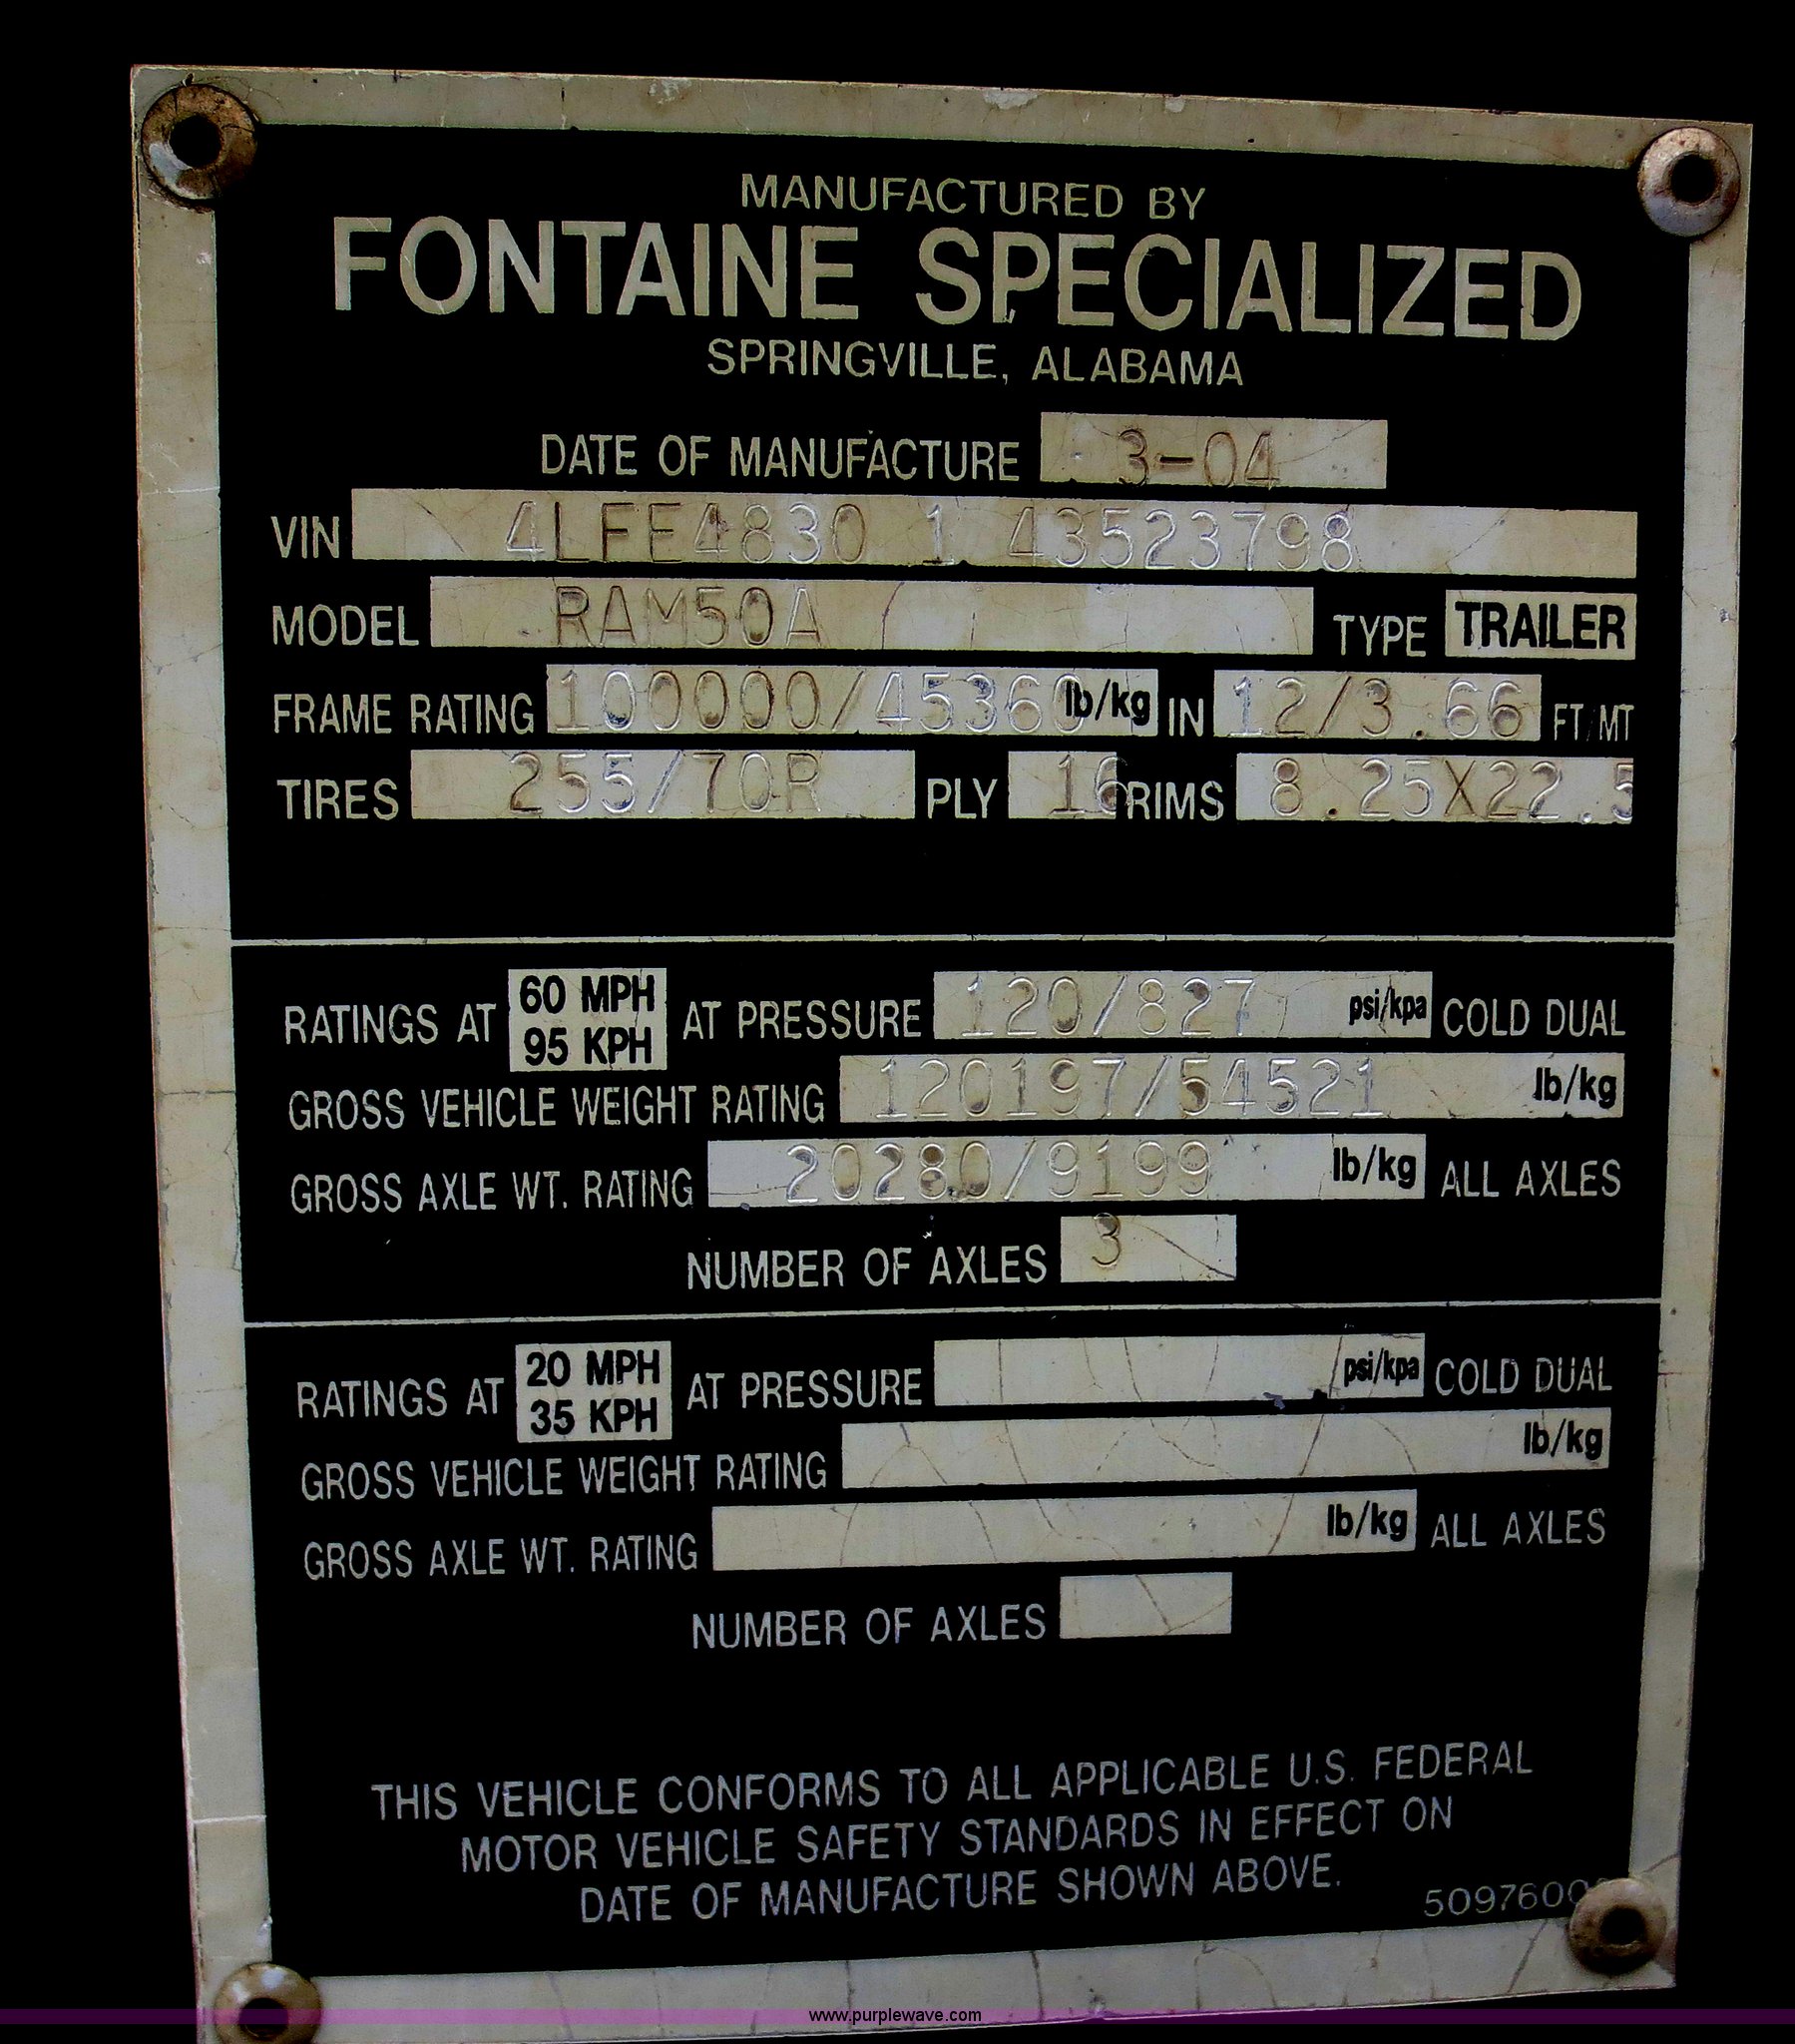 MANUFACTURED BY
FONTAINE SPECIALIZED
SPRINGVILLE, ALABAMA
DATE OF MANUFACTURE 3-04
VIN 4LFE4830 1 43523798
MODEL RAM50A TYPE TRAILER
FRAME RATING 100000/45360 lb/kg IN 12/3.66 FT/MT
TIRES 255/70R PLY 16 RIMS 8.25X22.5
RATINGS AT 60 MPH 95 KPH AT PRESSURE 120/827 psi/kpa COLD DUAL
GROSS VEHICLE WEIGHT RATING 120197/54521 lb/kg
GROSS AXLE WT. RATING 20280/9199 lb/kg ALL AXLES
NUMBER OF AXLES 3
RATINGS AT 20 MPH 35 KPH AT PRESSURE psi/kpa COLD DUAL
GROSS VEHICLE WEIGHT RATING lb/kg
GROSS AXLE WT. RATING lb/kg ALL AXLES
NUMBER OF AXLES
THIS VEHICLE CONFORMS TO ALL APPLICABLE U.S. FEDERAL
MOTOR VEHICLE SAFETY STANDARDS IN EFFECT ON
DATE OF MANUFACTURE SHOWN ABOVE.
www.purplewave.com